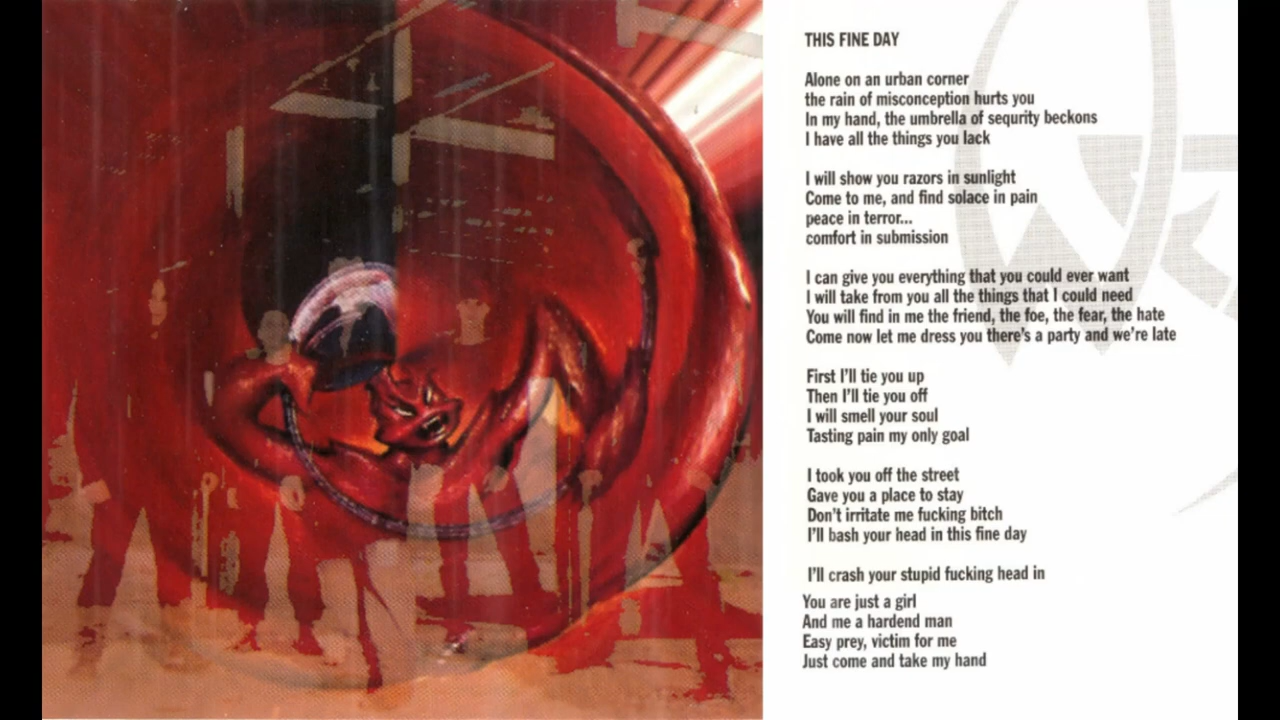 THIS FINE DAY
Alone on an urban corner
the rain of misconception hurts you
In my hand, the umbrella of sequrity beckons
I have all the things you lack
I will show you razors in sunlight
Come to me, and find solace in pain
peace in terror...
comfort in submission
I can give you everything that you could ever want
I will take from you all the things that I could need
You will find in me the friend, the foe, the fear, the hate
Come now let me dress you there's a party and we're late
First I'll tie you up
Then I'll tie you off
I will smell your soul
Tasting pain my only goal
I took you off the street
Gave you a place to stay
Don't irritate me fucking bitch
I'll bash your head in this fine day
I'll crash your stupid fucking head in
You are just a girl
And me a hardend man
Easy prey, victim for me
Just come and take my hand